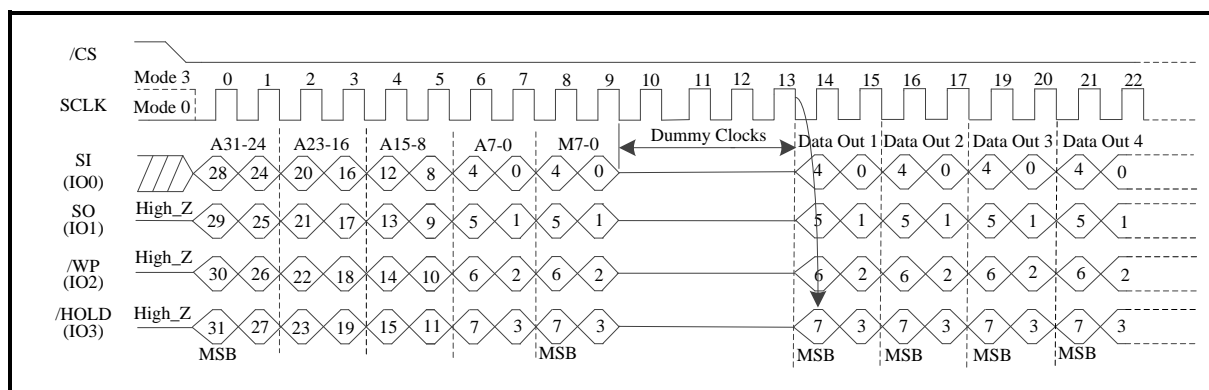 /CS
Mode 3 0 1 2 3 4 5 6 7 8 9 10 11 12 13 14 15 16 17 19 20 21 22
SCLK Mode 0
A31-24 A23-16 A15-8 A7-0 M7-0 Dummy Clocks Data Out 1 Data Out 2 Data Out 3 Data Out 4
SI
(IO0)
28 24 20 16 12 8 4 0 4 0 4 0 4 0 4 0 4 0
SO
(IO1)
High_Z 29 25 21 17 13 9 5 1 5 1 5 1 5 1 5 1 5 1
/WP
(IO2)
High_Z 30 26 22 18 14 10 6 2 6 2 6 2 6 2 6 2 6 2
/HOLD
(IO3)
High_Z 31 27 23 19 15 11 7 3 7 3 7 3 7 3 7 3 7 3
MSB MSB MSB MSB MSB MSB